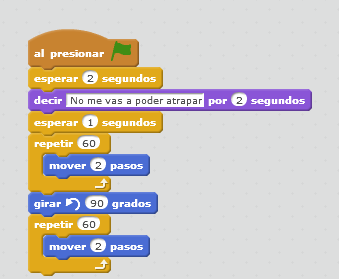 al presionar
esperar 2 segundos
decir No me vas a poder atrapar por 2 segundos
esperar 1 segundos
repetir 60
mover 2 pasos
girar 90 grados
repetir 60
mover 2 pasos